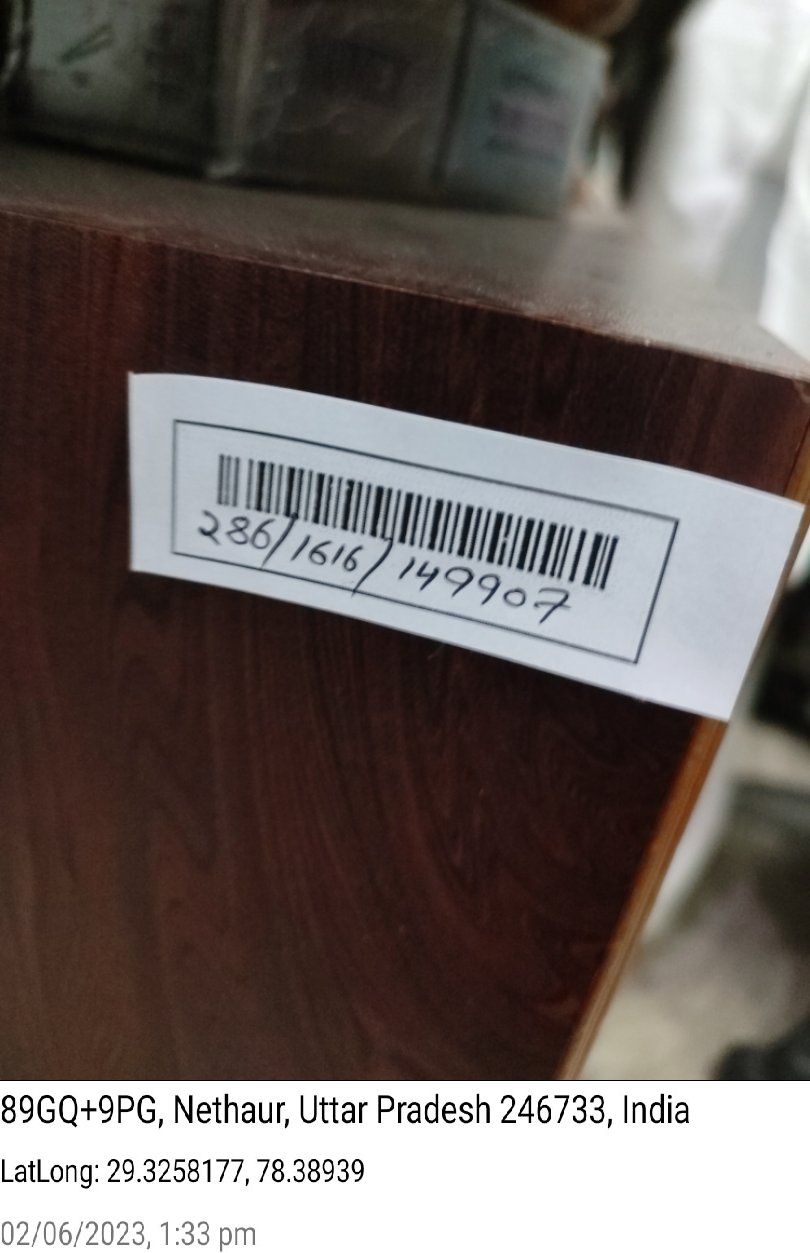 286/1616/149907
89GQ+9PG, Nethaur, Uttar Pradesh 246733, India
LatLong: 29.3258177, 78.38939
02/06/2023, 1:33 pm